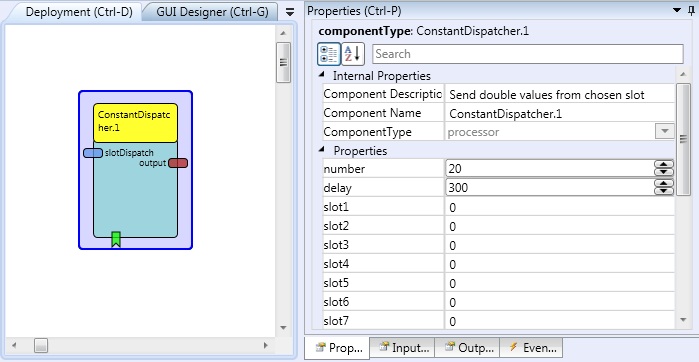 Deployment (Ctrl-D)
GUI Designer (Ctrl-G)
ConstantDispatc
her.1
slotDispatch
output
Properties (Ctrl-P)
componentType: ConstantDispatcher.1
A
Z
Search
Internal Properties
Component Descriptic Send double values from chosen slot
Component Name ConstantDispatcher.1
ComponentType processor
Properties
number 20
delay 300
slot1 0
slot2 0
slot3 0
slot4 0
slot5 0
slot6 0
slot7 0
Prop... Input... Outp... Even...